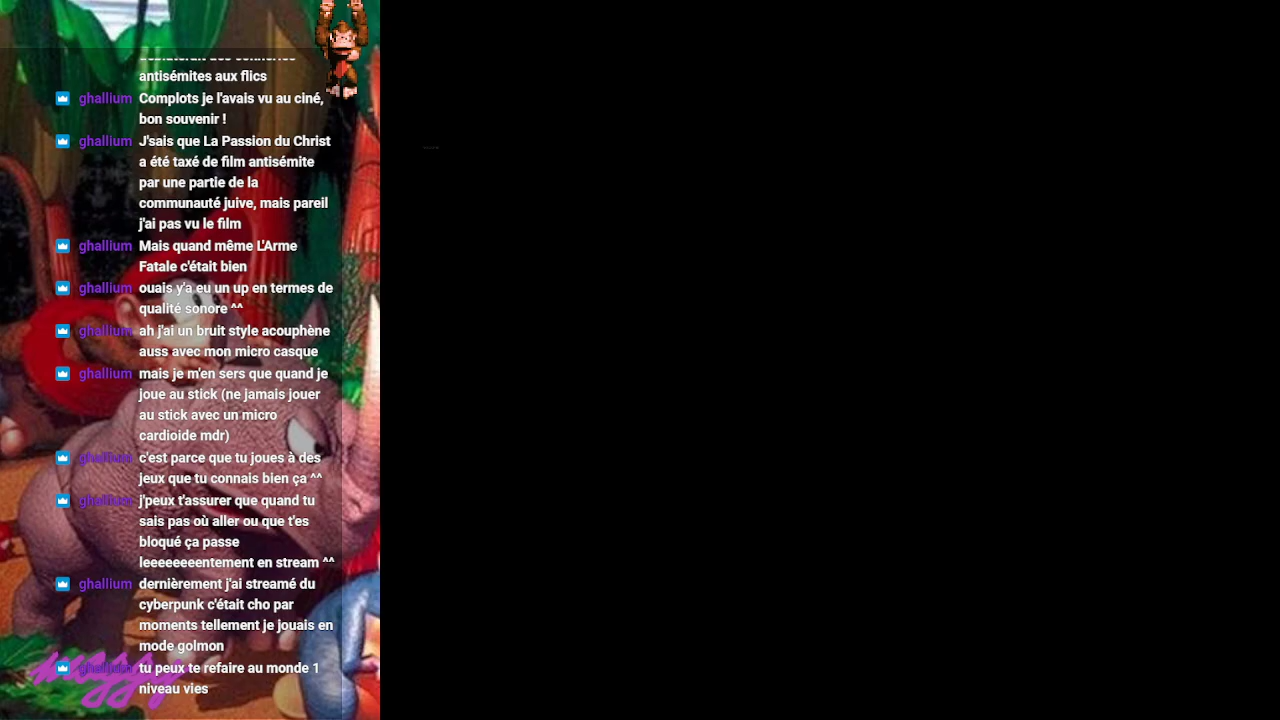 antisémites aux flics
ghallium Complots je l'avais vu au ciné,
bon souvenir !
ghallium J'sais que La Passion du Christ
a été taxé de film antisémite
par une partie de la
communauté juive, mais pareil
j'ai pas vu le film
ghallium Mais quand même L'Arme
Fatale c'était bien
ghallium ouais y'a eu un up en termes de
qualité sonore ^^
ghallium ah j'ai un bruit style acouphène
auss avec mon micro casque
ghallium mais je m'en sers que quand je
joue au stick (ne jamais jouer
au stick avec un micro
cardioide mdr)
ghallium c'est parce que tu joues à des
jeux que tu connais bien ça ^^
ghallium j'peux t'assurer que quand tu
sais pas où aller ou que t'es
bloqué ça passe
leeeeeeentement en stream ^^
ghallium dernièrement j'ai streamé du
cyberpunk c'était cho par
moments tellement je jouais en
mode golmon
ghallium tu peux te refaire au monde 1
niveau vies